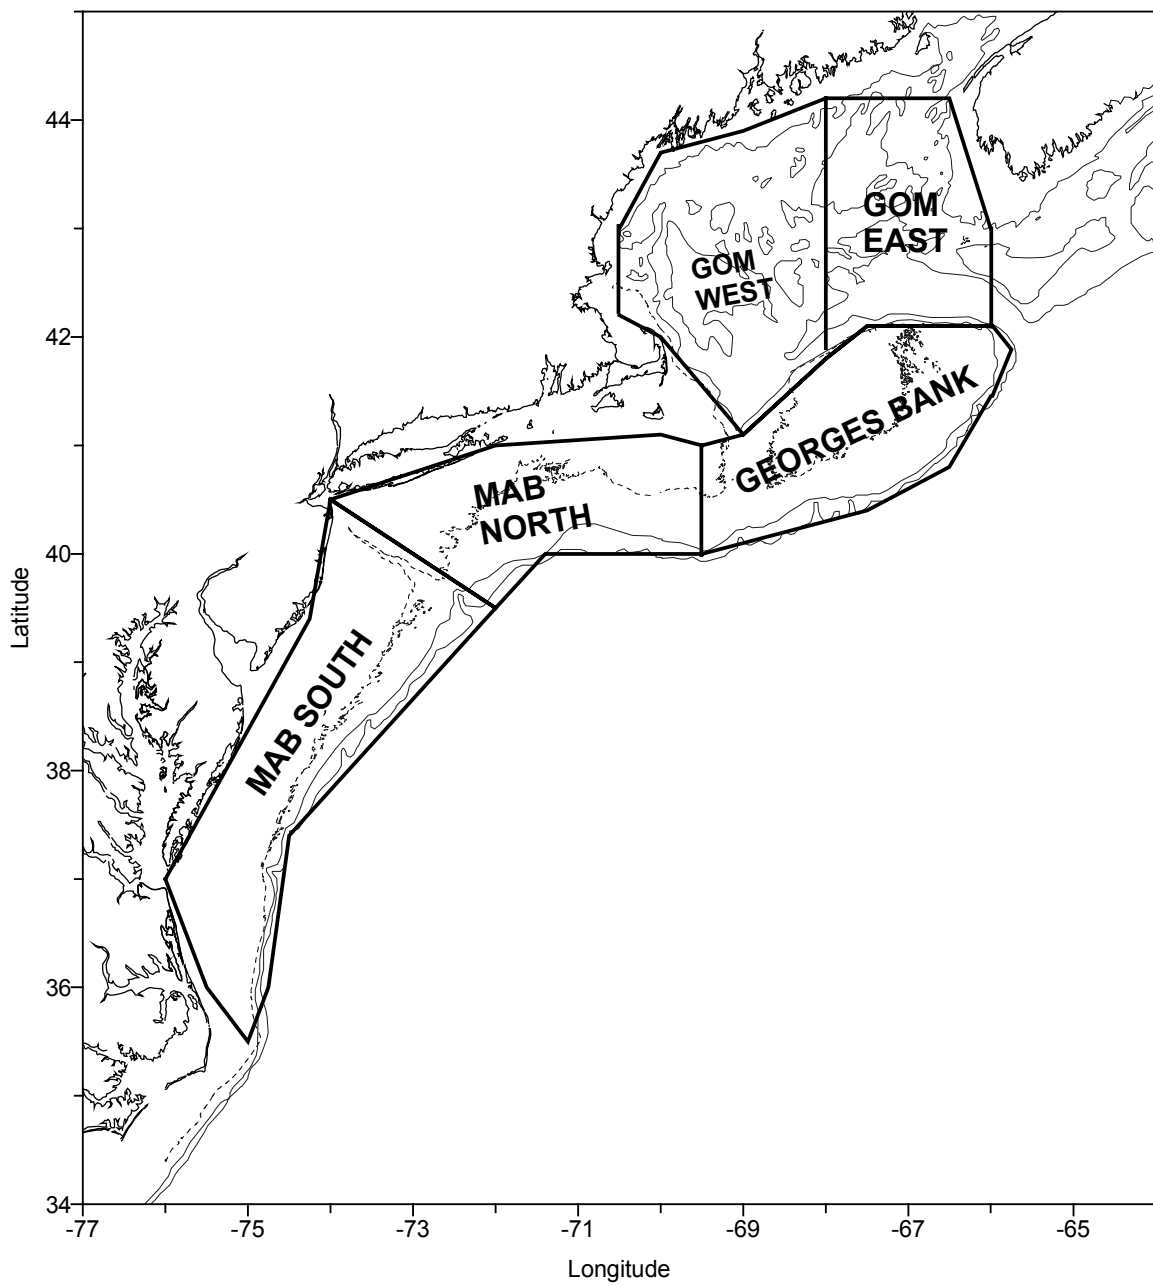 44
GOM
EAST
GOM
WEST
42
GEORGES BANK
MAB
NORTH
40
Latitude
MAB SOUTH
38
36
34
-77
-75
-73
-71
-69
-67
-65
Longitude